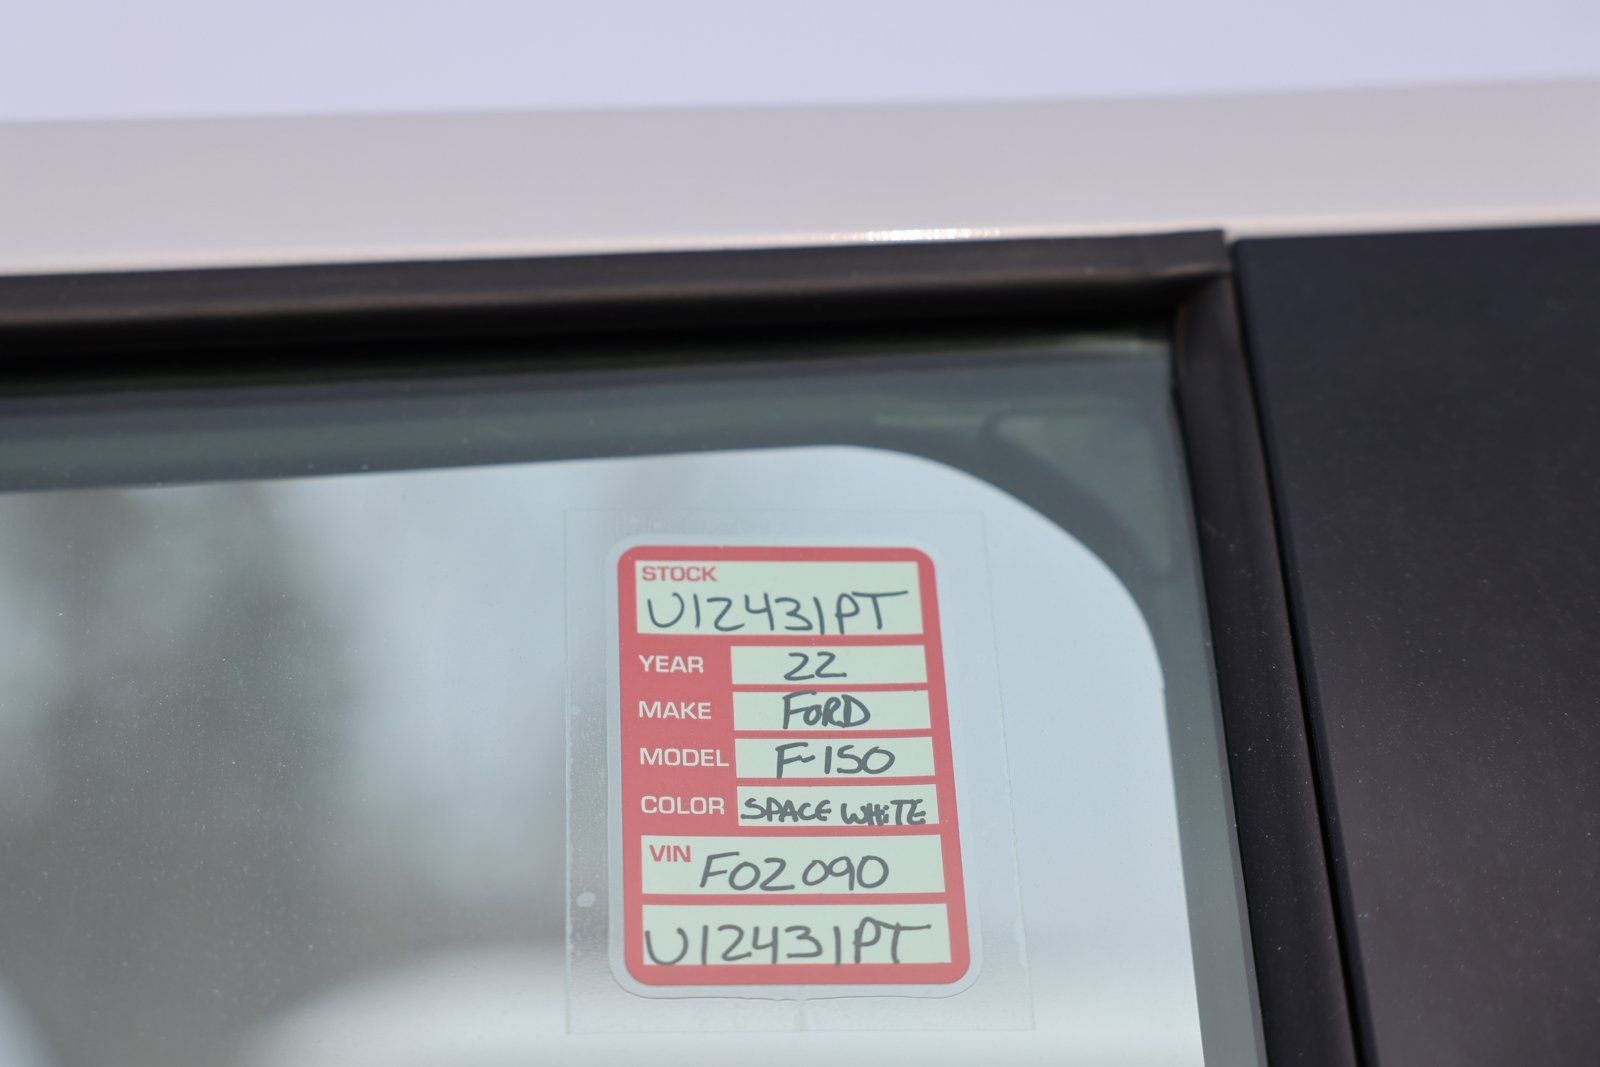 STOCK
U12431PT
YEAR 22
MAKE FORD
MODEL F-150
COLOR SPACE WHITE
VIN F02090
U12431PT